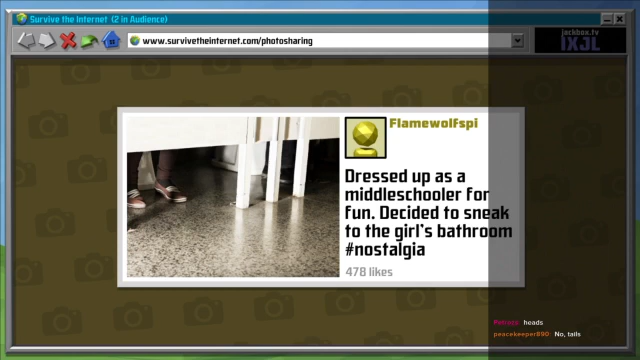 Survive the Internet (2 in Audience)
www.survivetheinternet.com/photosharing
jackbox.tv
IXJL
Flamewolfspi
Dressed up as a
middleschooler for
fun. Decided to sneak
to the girl's bathroom
#nostalgia
478 likes
heads
peacekeeper890: No, tails